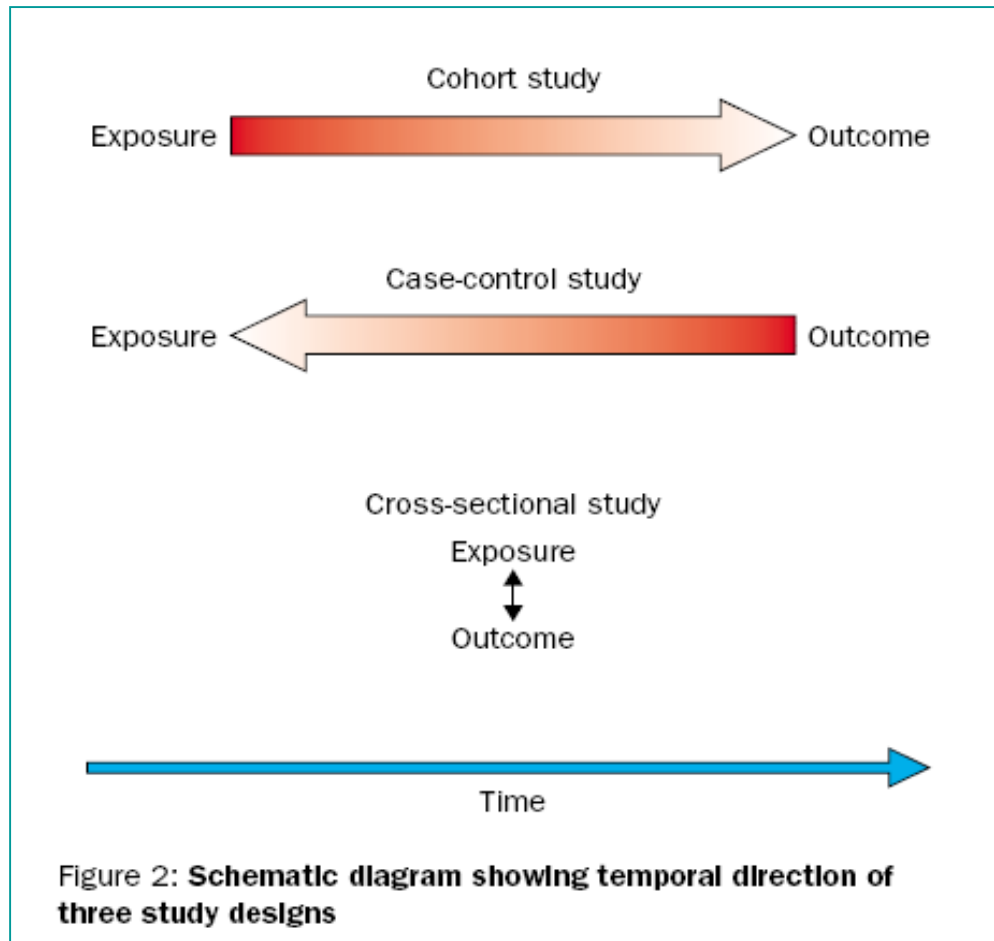 Cohort study
Exposure
Outcome
Case-control study
Exposure
Outcome
Cross-sectional study
Exposure
Outcome
Time
Figure 2: Schematic diagram showing temporal direction of
three study designs